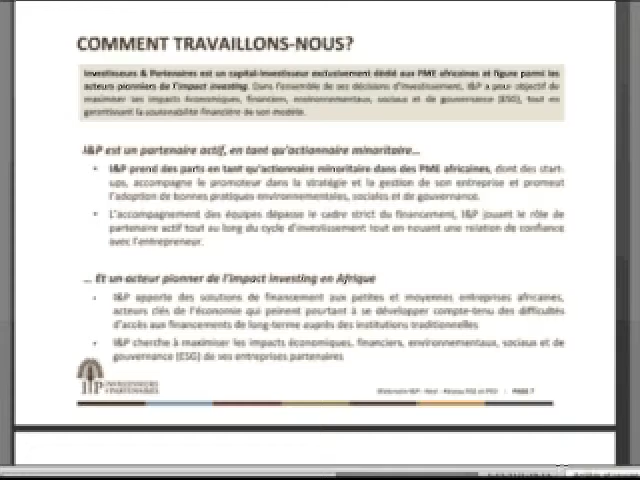 COMMENT TRAVAILLONS-NOUS?
Investisseurs & Partenaires est un capital-investisseur exclusivement dédié aux PME africaines et figure parmi les
acteurs pionniers de l'impact investing. Dans l'ensemble de ses décisions d'investissement, I&P a pour objectif de
maximiser les impacts économiques, financiers, environnementaux, sociaux et de gouvernance (ESG), tout en
garantissant la soutenabilité financière de son modèle.
I&P est un partenaire actif, en tant qu'actionnaire minoritaire...
• I&P prend des parts en tant qu'actionnaire minoritaire dans des PME africaines, dont des start-
ups, accompagne le promoteur dans la stratégie et la gestion de son entreprise et promeut
l'adoption de bonnes pratiques environnementales, sociales et de gouvernance.
• L'accompagnement des équipes dépasse le cadre strict du financement, I&P jouant le rôle de
partenaire actif tout au long du cycle d'investissement tout en nouant une relation de confiance
avec l'entrepreneur.
... Et un acteur pionner de l'impact investing en Afrique
• I&P apporte des solutions de financement aux petites et moyennes entreprises africaines,
acteurs clés de l'économie qui peinent pourtant à se développer compte-tenu des difficultés
d'accès aux financements de long-terme auprès des institutions traditionnelles
• I&P cherche à maximiser les impacts économiques, financiers, environnementaux, sociaux et de
gouvernance (ESG) de ses entreprises partenaires
I&P INVESTISSEURS
& PARTENAIRES
PAGE 7